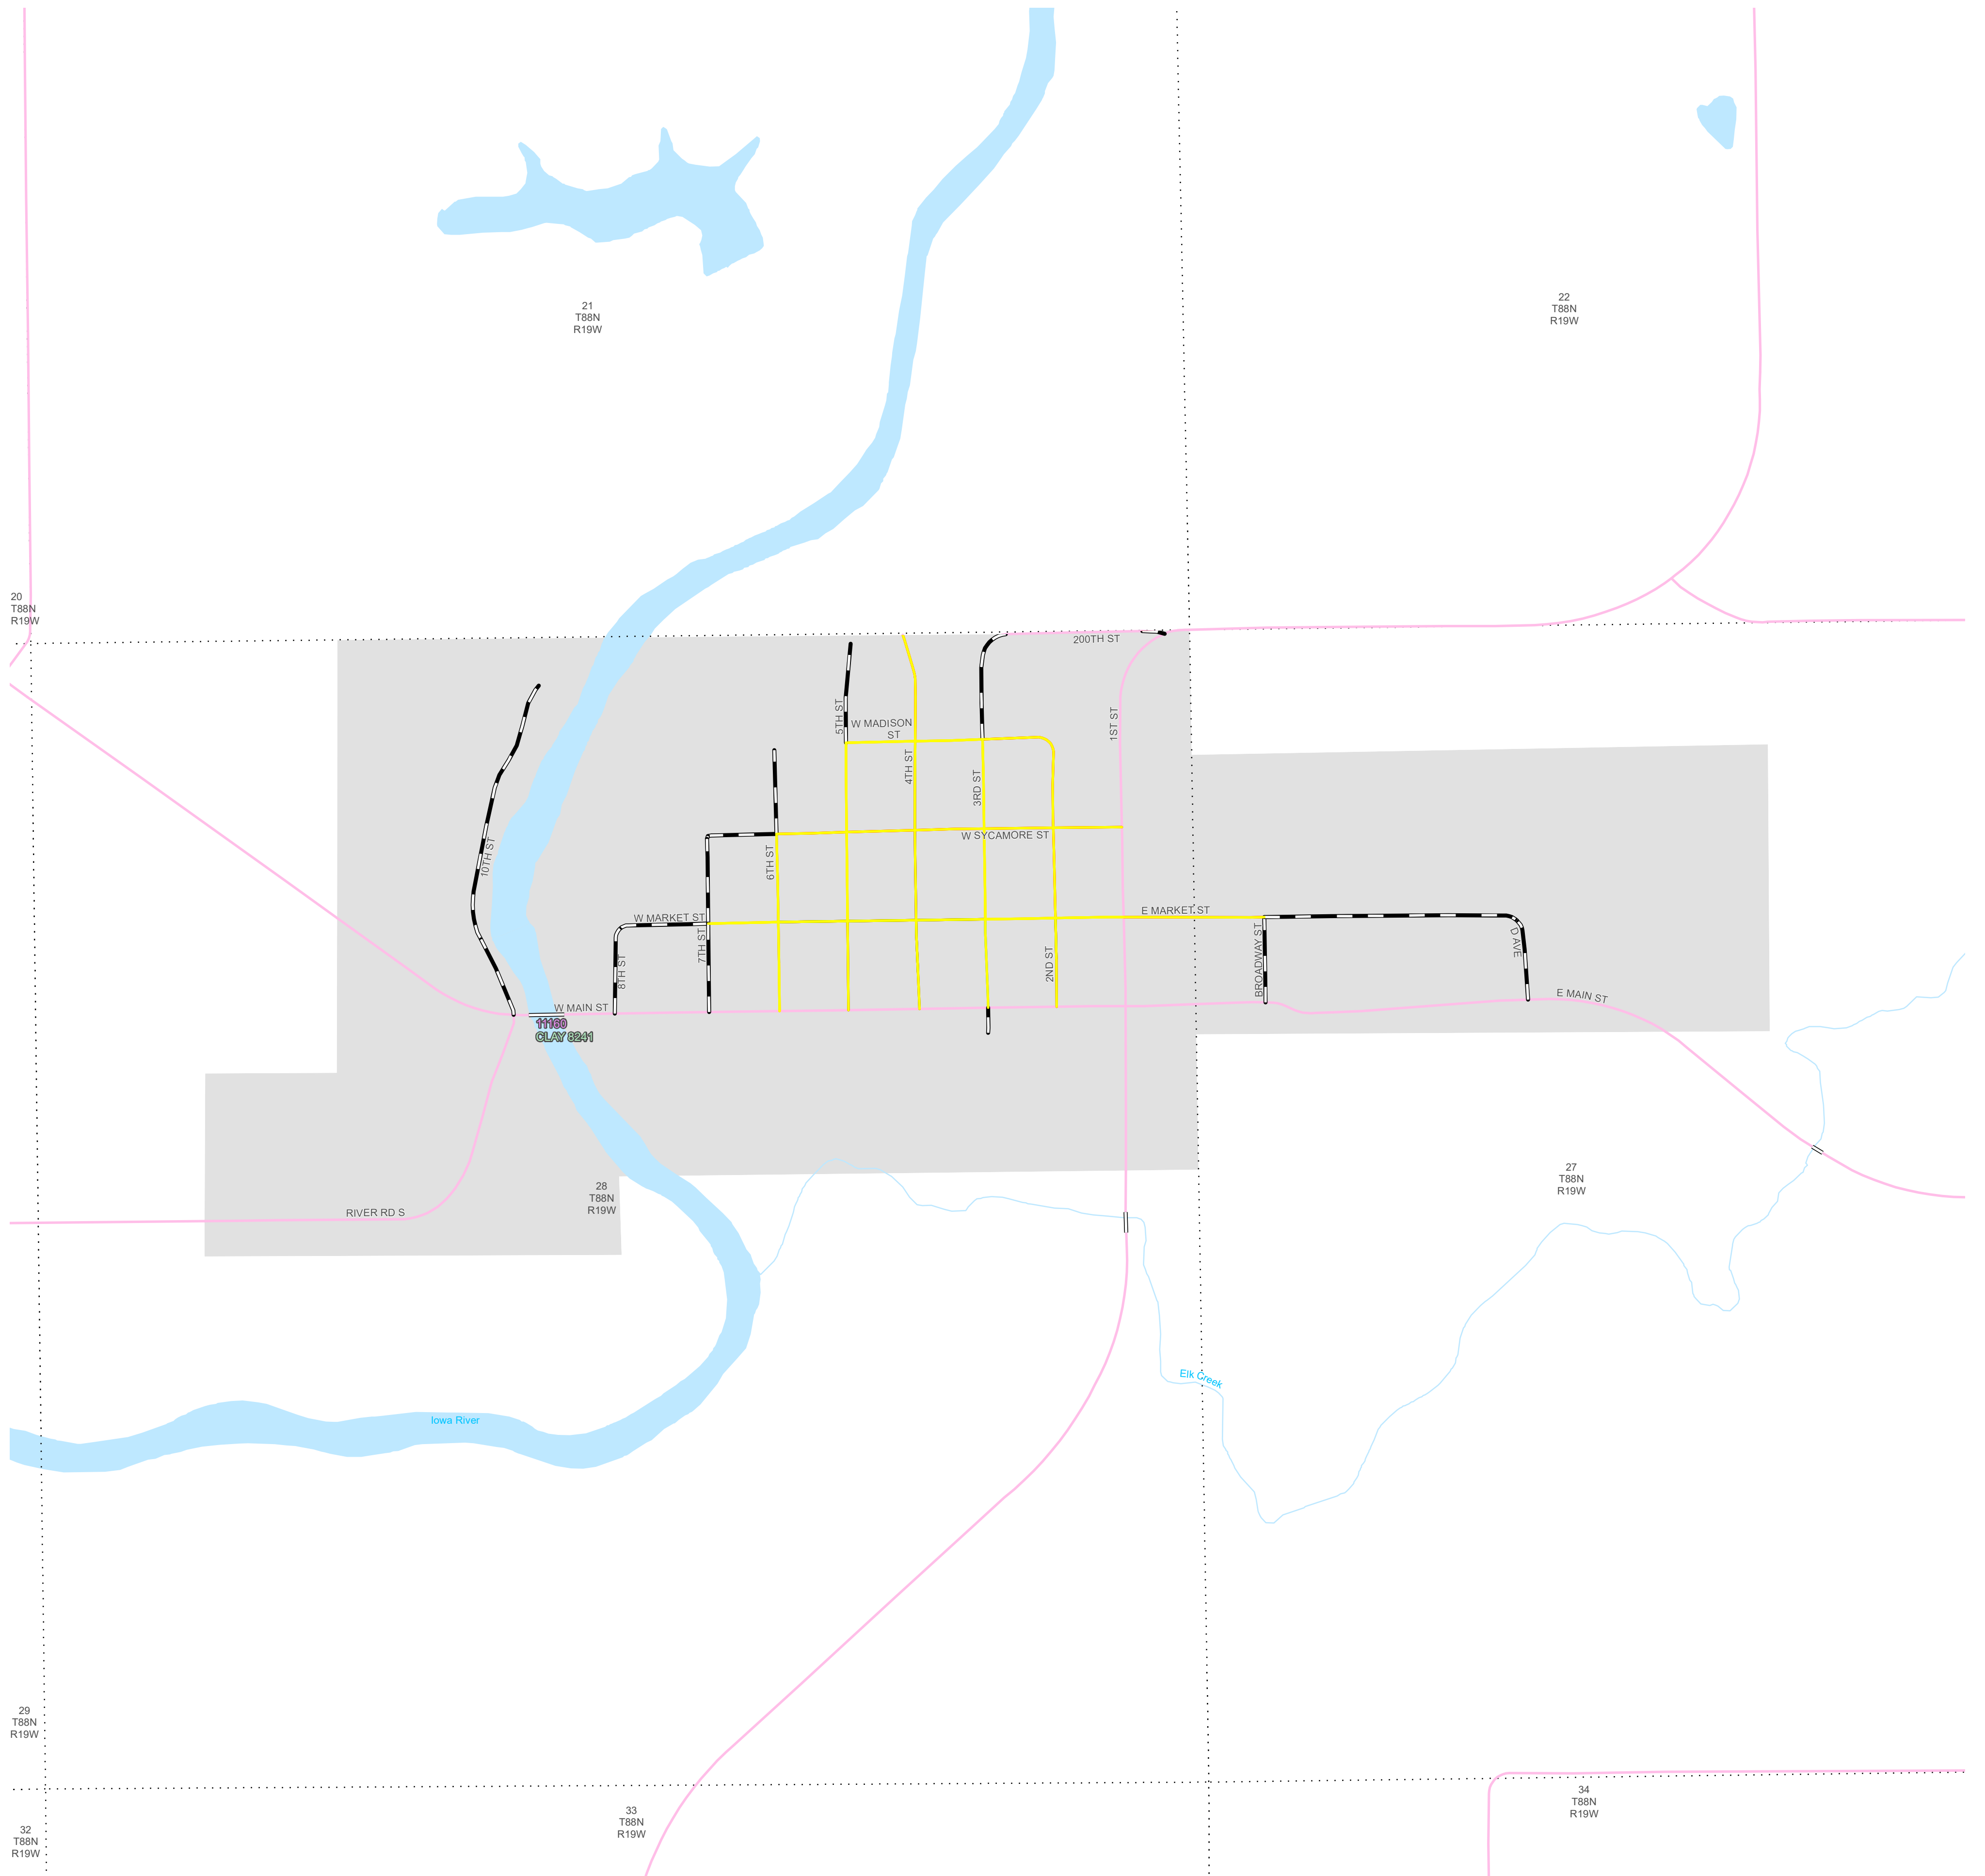 22
T88N
R19W
21
T88N
R19W
20
T88N
R19W
200TH ST
5TH ST
W MADISON
ST
1ST ST
4TH ST
3RD ST
W SYCAMORE ST
10TH ST
6TH ST
W MARKET ST
E MARKET ST
7TH ST
8TH ST
2ND ST
BROADWAY ST
D AVE
W MAIN ST
E MAIN ST
11160
CLAY 8241
27
T88N
R19W
28
T88N
R19W
RIVER RD S
Elk Creek
Iowa River
29
T88N
R19W
34
T88N
R19W
33
T88N
R19W
32
T88N
R19W